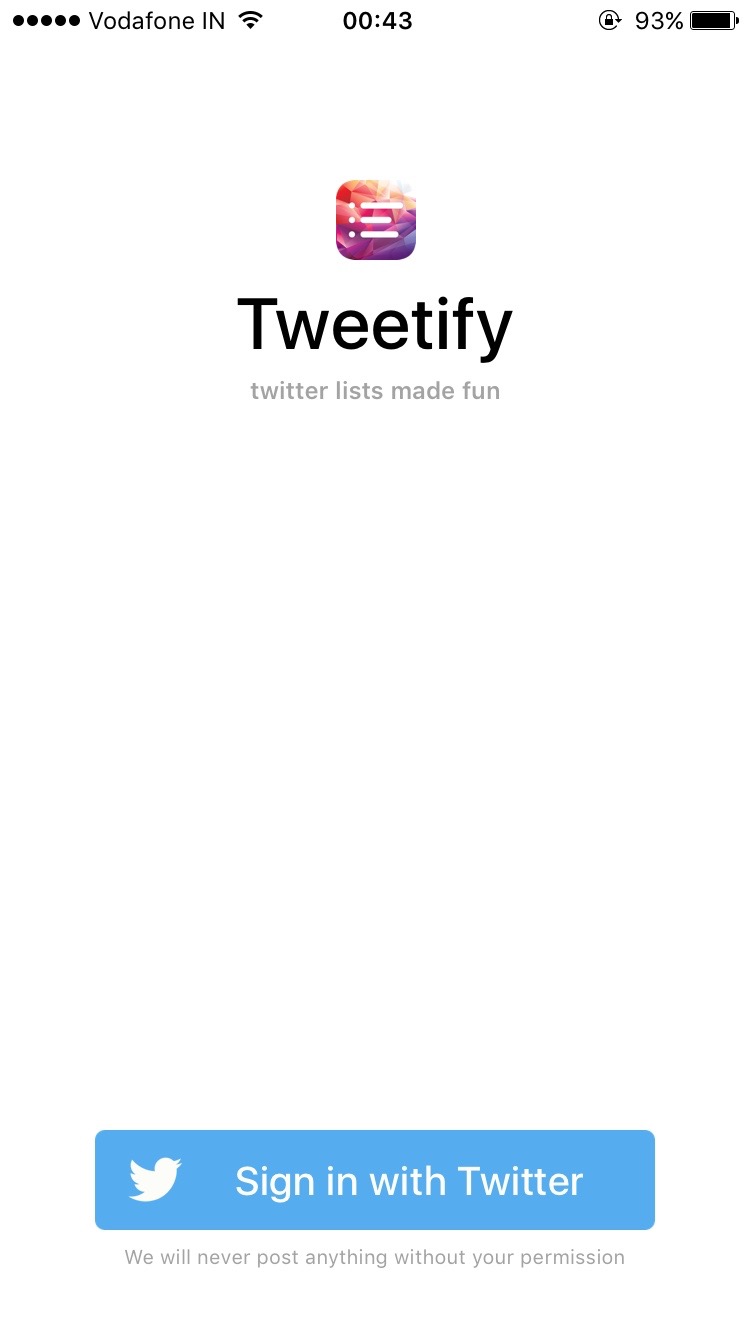 Vodafone IN 00:43 93%
Tweetify
twitter lists made fun
Sign in with Twitter
We will never post anything without your permission